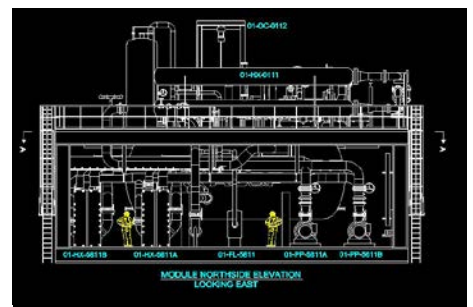 01-OC-0112
01-HX-0111
A
A
01-HX-5611B
01-HX-5611A
01-FL-5611
01-PP-5611A
01-PP-5611B
MODULE NORTHSIDE ELEVATION
LOOKING EAST